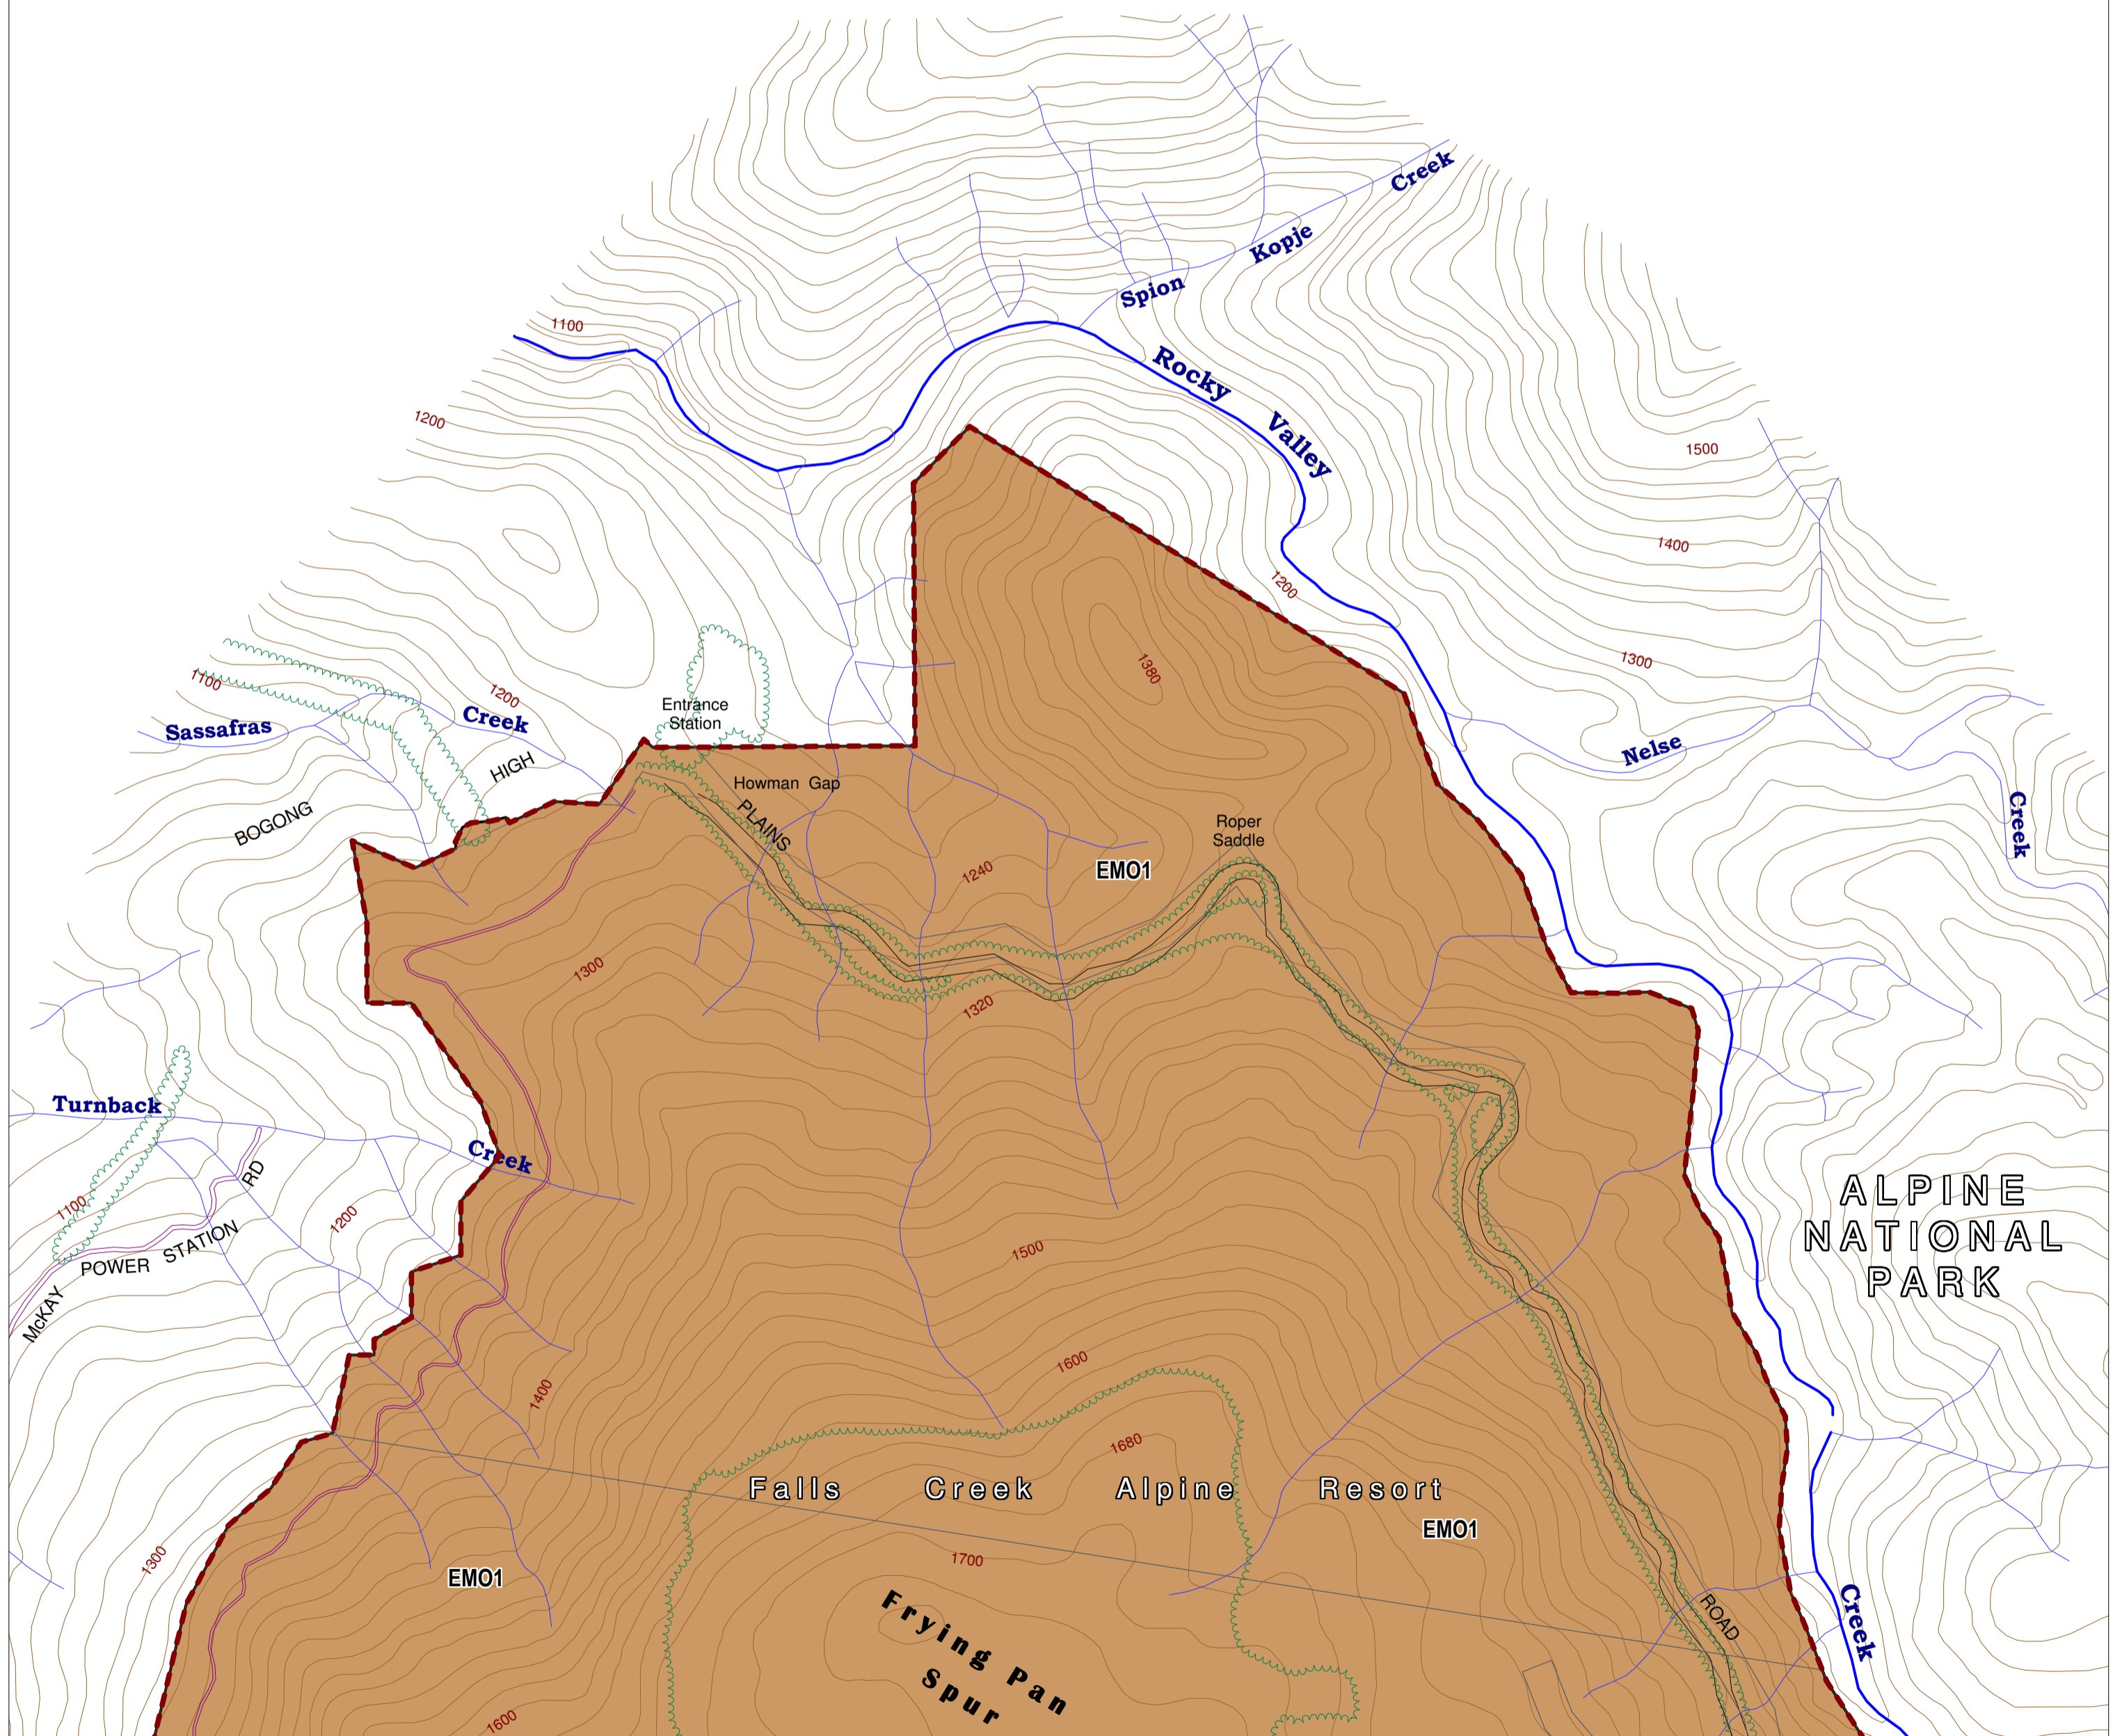 Creek
Kopje
Spion
1100
Rocky
Valley
1200
1500
1400
1200
1300
1380
1100
1200
Sassafras
Creek
Entrance
Station
HIGH
Nelse
Creek
Howman Gap
PLAINS
BOGONG
Roper
Saddle
EMO1
1240
1300
1320
Turnback
Creek
RD
1100
1200
POWER STATION
McKAY
ALPINE
NATIONAL
PARK
1500
1600
1400
1680
Falls Creek Alpine Resort
EMO1
1700
1300
EMO1
Frying Pan
Spur
ROAD
Creek
1600